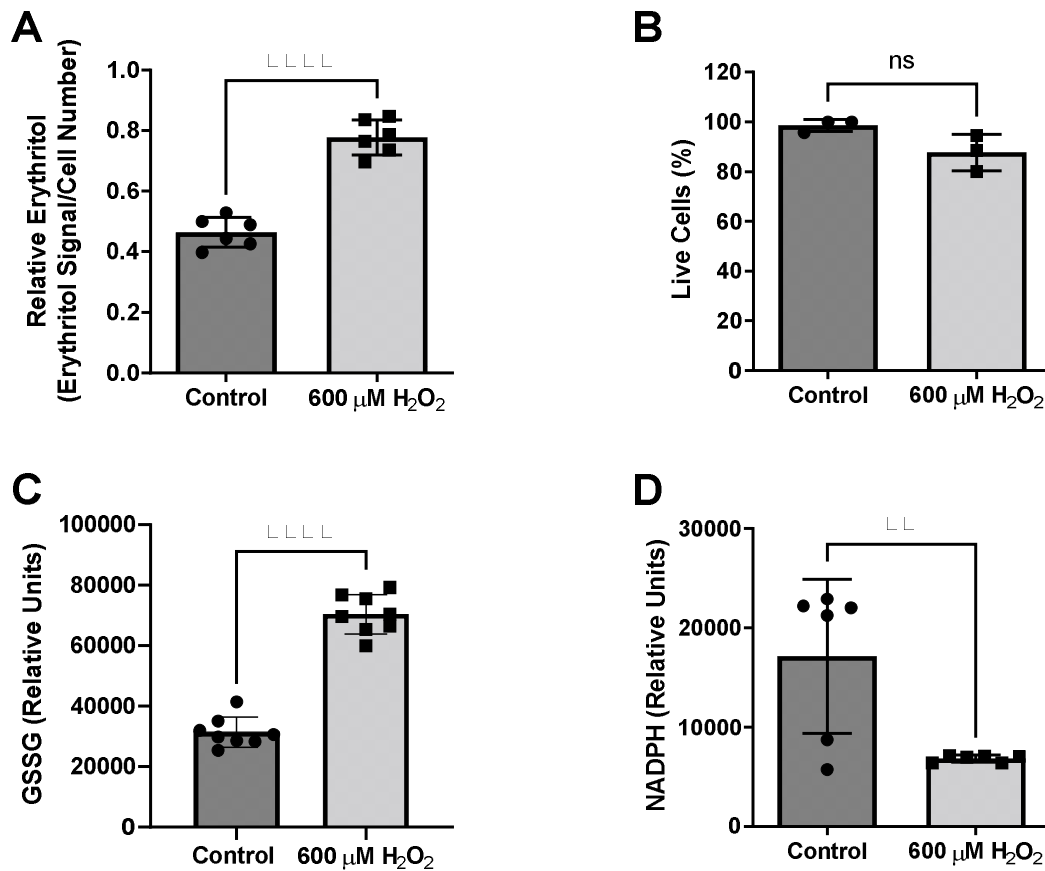 A
Relative Erythritol
(Erythritol Signal/Cell Number)
1.0
0.8
0.6
0.4
0.2
0.0
Control
600 μM H₂O₂
B
ns
Live Cells (%)
120
100
80
60
40
20
0
Control
600 μM H₂O₂
C
GSSG (Relative Units)
100000
80000
60000
40000
20000
0
Control
600 μM H₂O₂
D
NADPH (Relative Units)
30000
20000
10000
0
Control
600 μM H₂O₂